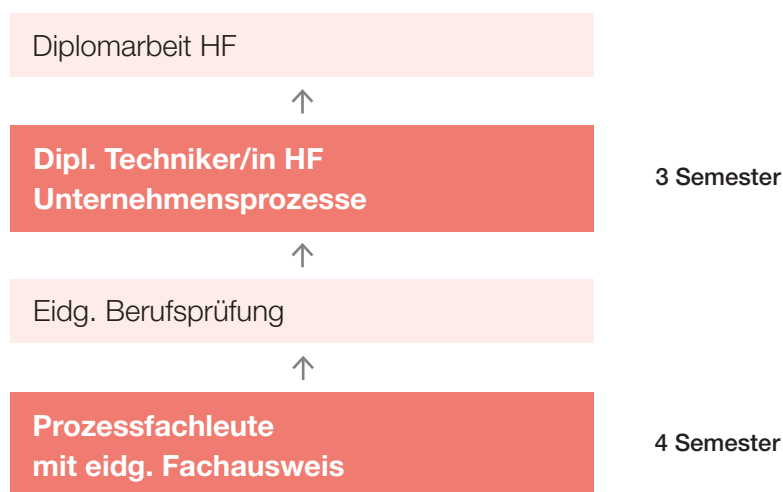 Diplomarbeit HF
Dipl. Techniker/in HF
Unternehmensprozesse
3 Semester
Eidg. Berufsprüfung
Prozessfachleute
mit eidg. Fachausweis
4 Semester